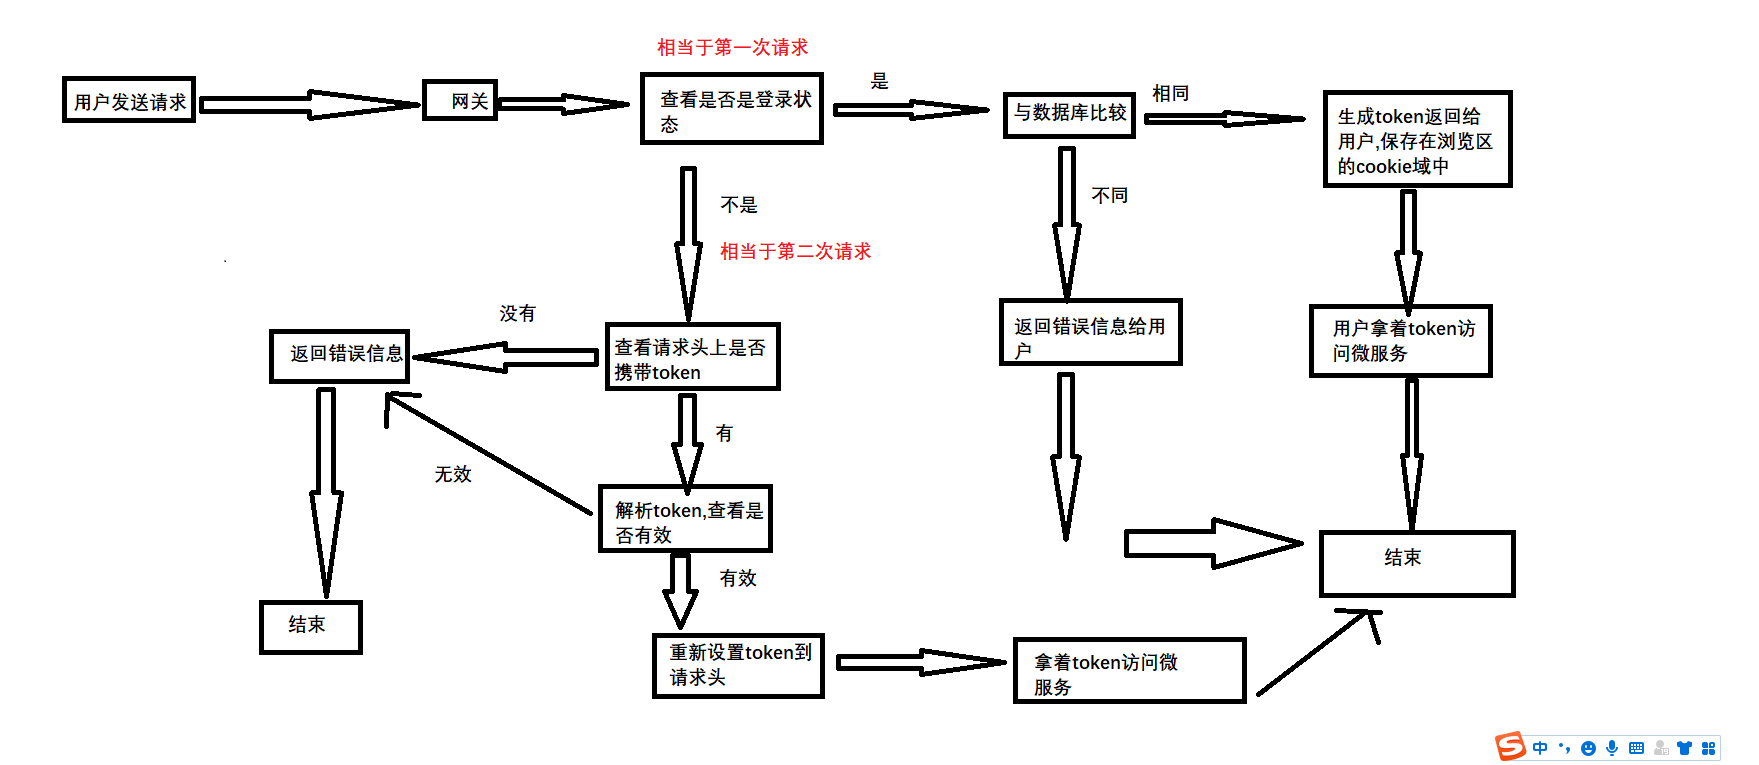 相当于第一次请求
用户发送请求
网关
查看是否是登录状
态
是
与数据库比较
相同
生成token返回给
用户,保存在浏览区
的cookie域中
不是
相当于第二次请求
不同
没有
返回错误信息
查看请求头上是否
携带token
返回错误信息给用
户
用户拿着token访
问微服务
有
无效
解析token,查看是
否有效
有效
结束
结束
重新设置token到
请求头
拿着token访问微
服务
中